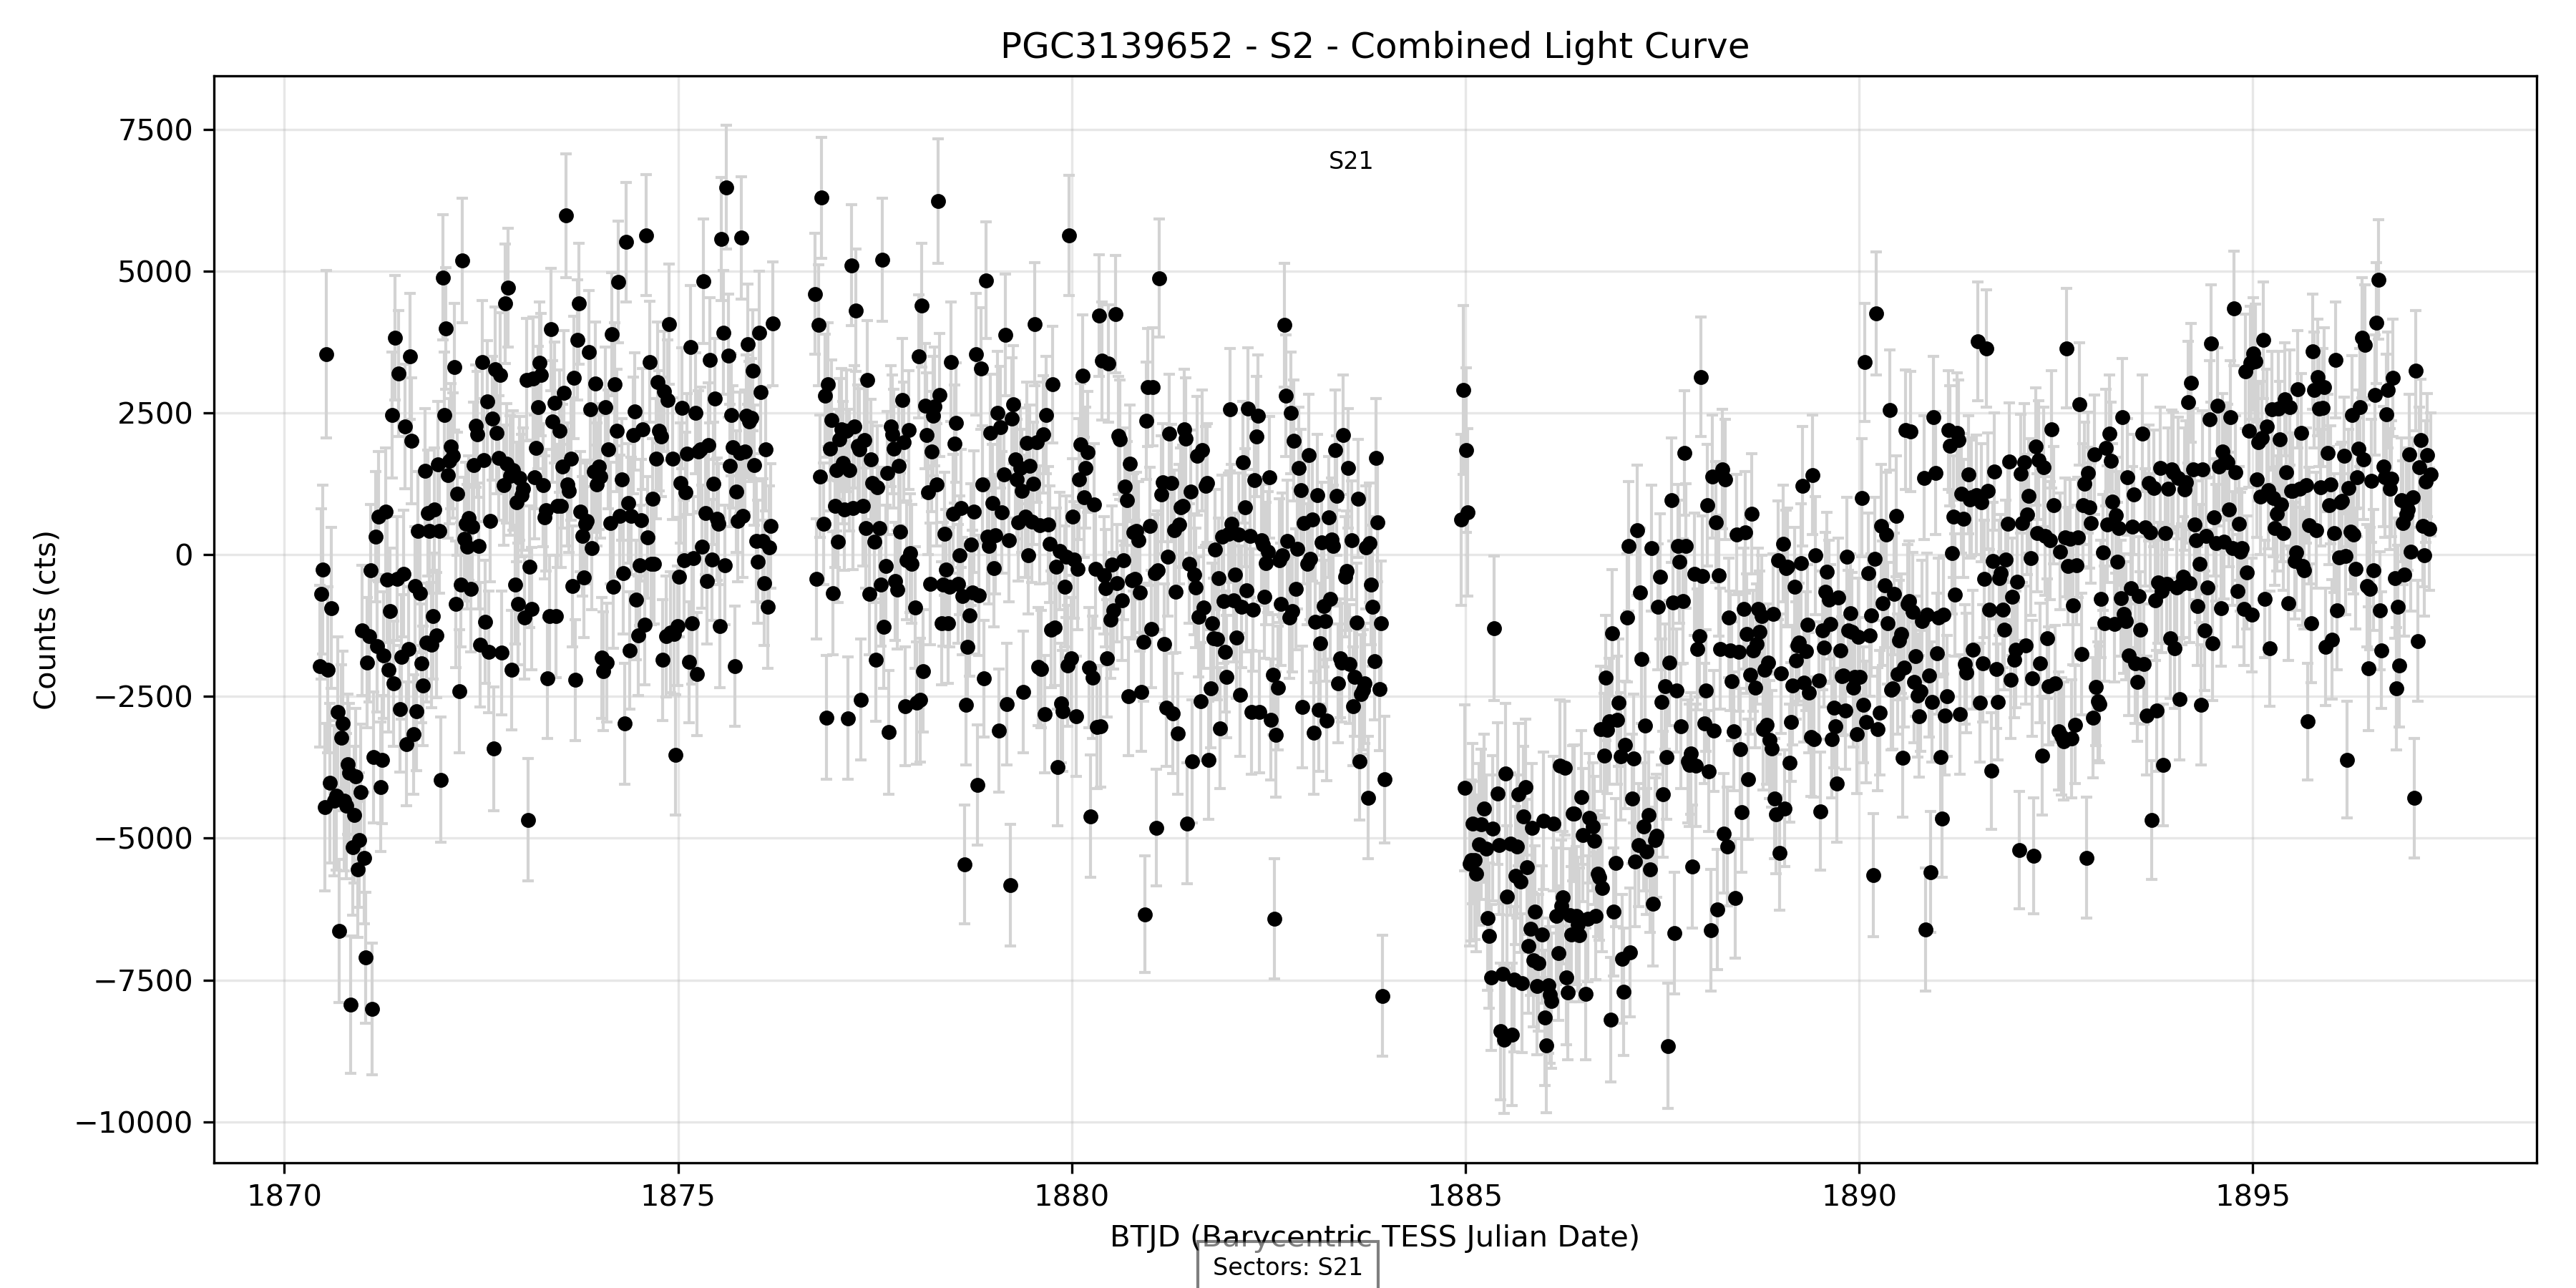 PGC3139652 - S2 - Combined Light Curve
S21
7500
5000
2500
0
−2500
−5000
−7500
−10000
Counts (cts)
1870 1875 1880 1885 1890 1895
BTJD (Barycentric TESS Julian Date)
Sectors: S21